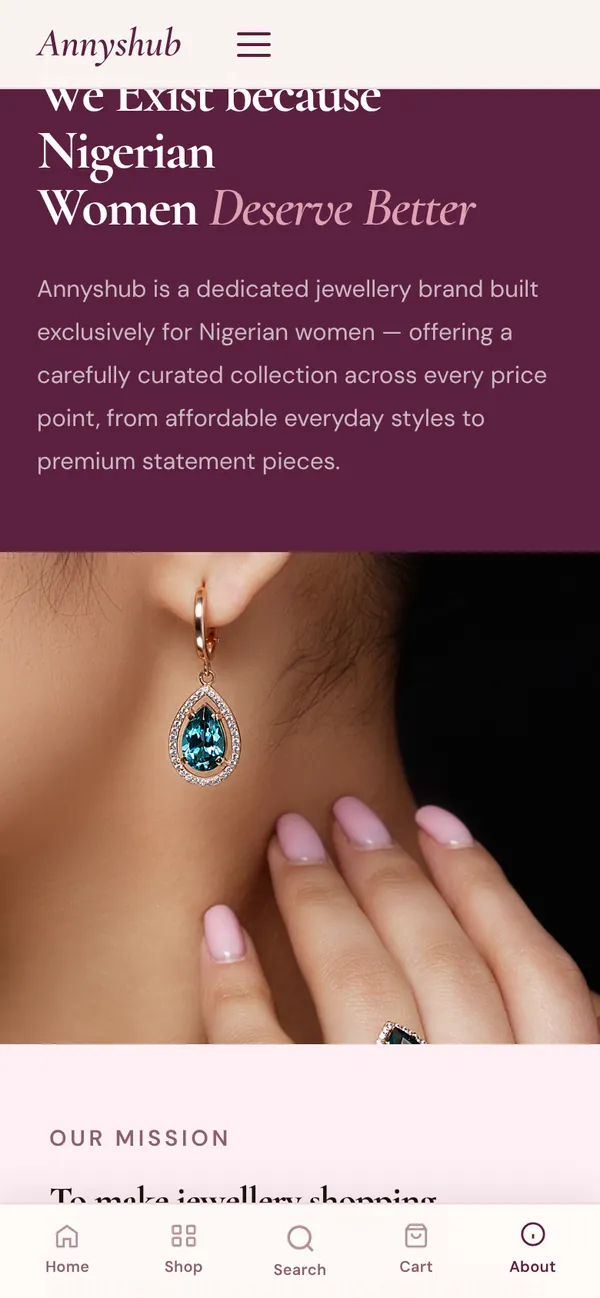 Annyshub
We Exist because
Nigerian
Women Deserve Better
Annyshub is a dedicated jewellery brand built
exclusively for Nigerian women — offering a
carefully curated collection across every price
point, from affordable everyday styles to
premium statement pieces.
OUR MISSION
To make jewellery shopping
Home
Shop
Search
Cart
About